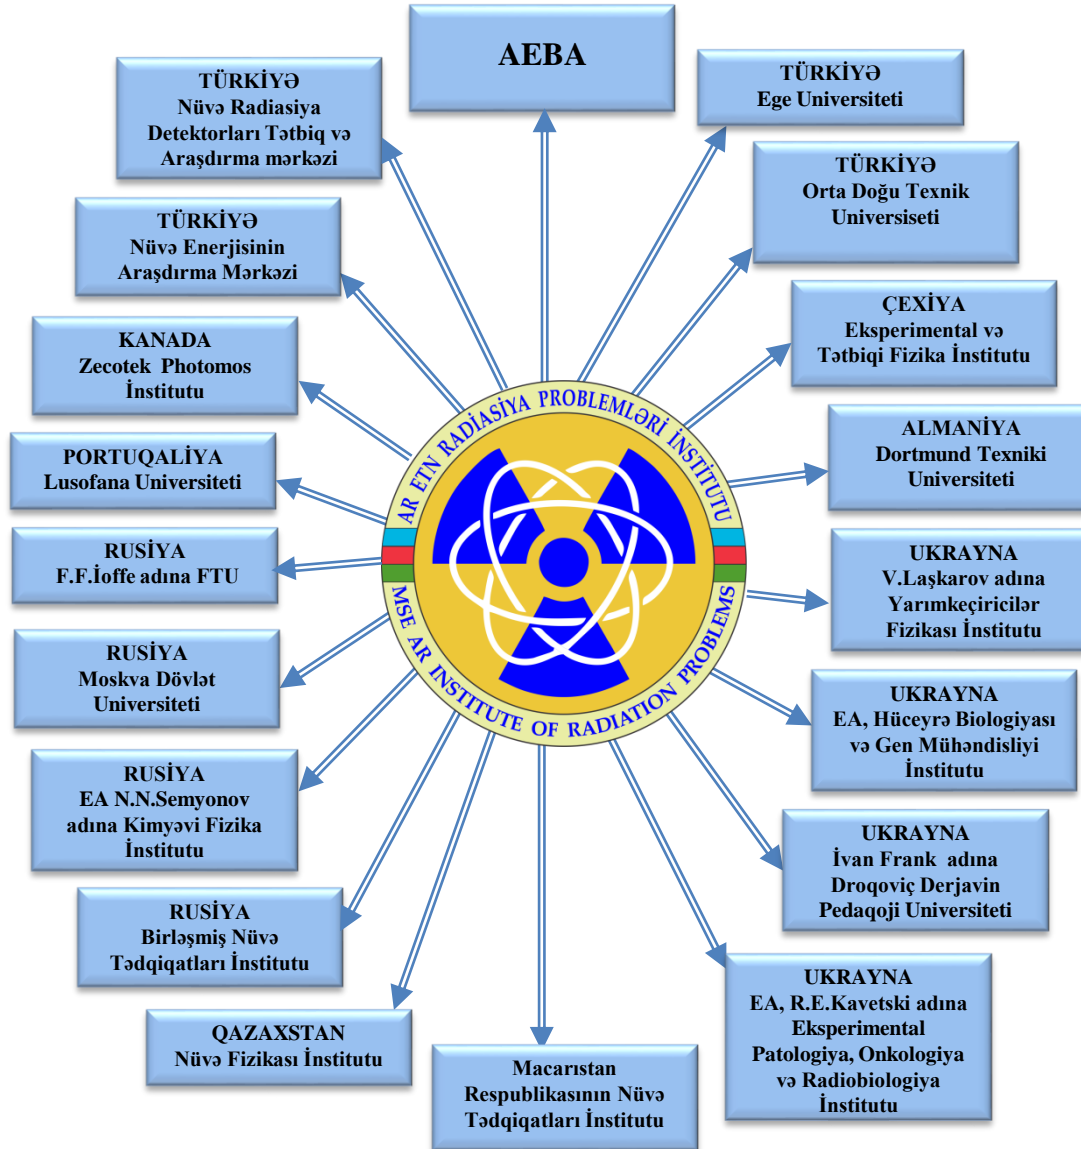 AEBA
TÜRKİYƏ
Nüvə Radiasiya
Detektorları Tətbiq və
Araşdırma mərkəzi
TÜRKİYƏ
Ege Universiteti
TÜRKİYƏ
Orta Doğu Texnik
Universiseti
TÜRKİYƏ
Nüvə Enerjisinin
Araşdırma Mərkəzi
ÇEXİYA
Eksperimental və
Tətbiqi Fizika İnstitutu
KANADA
Zecotek Photomos
İnstitutu
ALMANİYA
Dortmund Texniki
Universiteti
PORTUQALİYA
Lusofana Universiteti
AR ETN RADİASİYA PROBLEMLƏRİ İNSTİTUTU
MSE AR INSTITUTE OF RADIATION PROBLEMS
RUSİYA
F.F.İoffe adına FTU
UKRAYNA
V.Laşkarov adına
Yarımkeçiricilər
Fizikası İnstitutu
RUSİYA
Moskva Dövlət
Universiteti
UKRAYNA
EA, Hüceyrə Biologiyası
və Gen Mühəndisliyi
İnstitutu
RUSİYA
EA N.N.Semyonov
adına Kimyəvi Fizika
İnstitutu
UKRAYNA
İvan Frank adına
Droqoviç Derjavin
Pedaqoji Universiteti
RUSİYA
Birləşmiş Nüvə
Tədqiqatları İnstitutu
UKRAYNA
EA, R.E.Kavetski adına
Eksperimental
Patologiya, Onkologiya
və Radiobiologiya
İnstitutu
QAZAXSTAN
Nüvə Fizikası İnstitutu
Macarıstan
Respublikasının Nüvə
Tədqiqatları İnstitutu